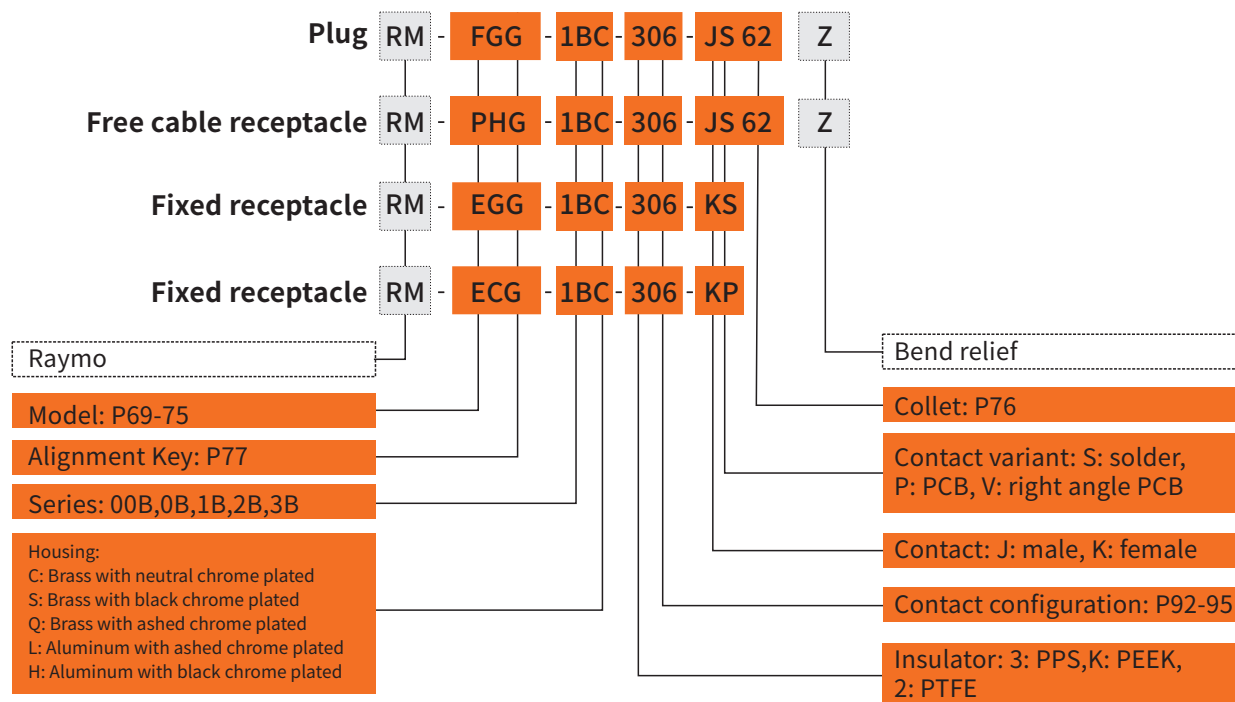 Plug RM - FGG - 1BC - 306 - JS 62 Z
Free cable receptacle RM - PHG - 1BC - 306 - JS 62 Z
Fixed receptacle RM - EGG - 1BC - 306 - KS
Fixed receptacle RM - ECG - 1BC - 306 - KP
Raymo
Model: P69-75
Alignment Key: P77
Series: 00B,0B,1B,2B,3B
Housing:
C: Brass with neutral chrome plated
S: Brass with black chrome plated
Q: Brass with ashed chrome plated
L: Aluminum with ashed chrome plated
H: Aluminum with black chrome plated
Bend relief
Collet: P76
Contact variant: S: solder,
P: PCB, V: right angle PCB
Contact: J: male, K: female
Contact configuration: P92-95
Insulator: 3: PPS,K: PEEK,
2: PTFE